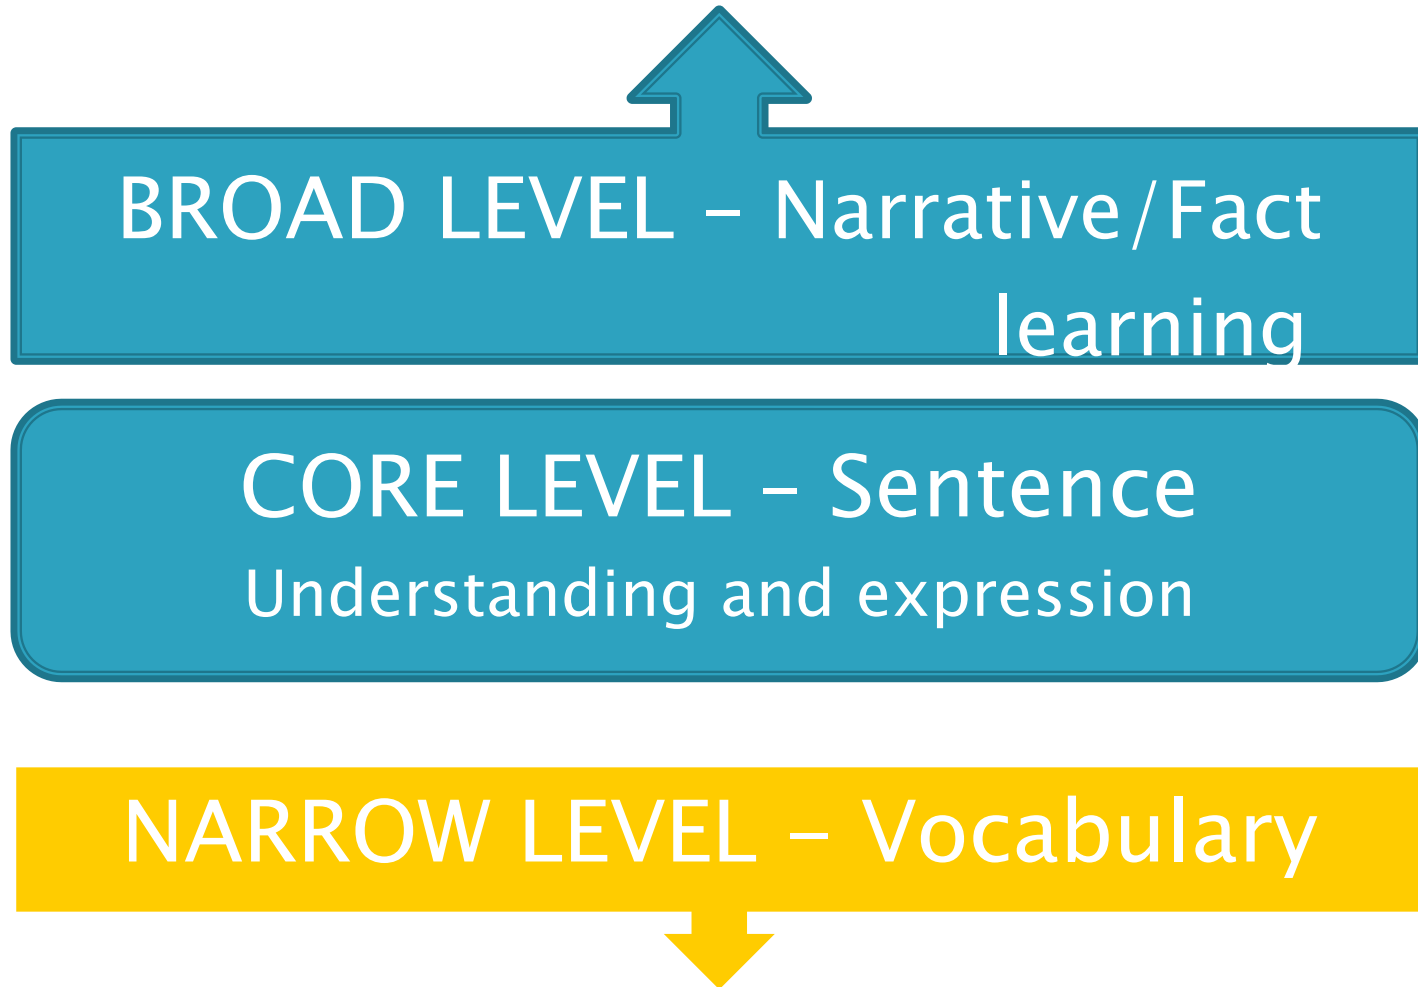 BROAD LEVEL – Narrative/Fact
learning
CORE LEVEL – Sentence
Understanding and expression
NARROW LEVEL – Vocabulary